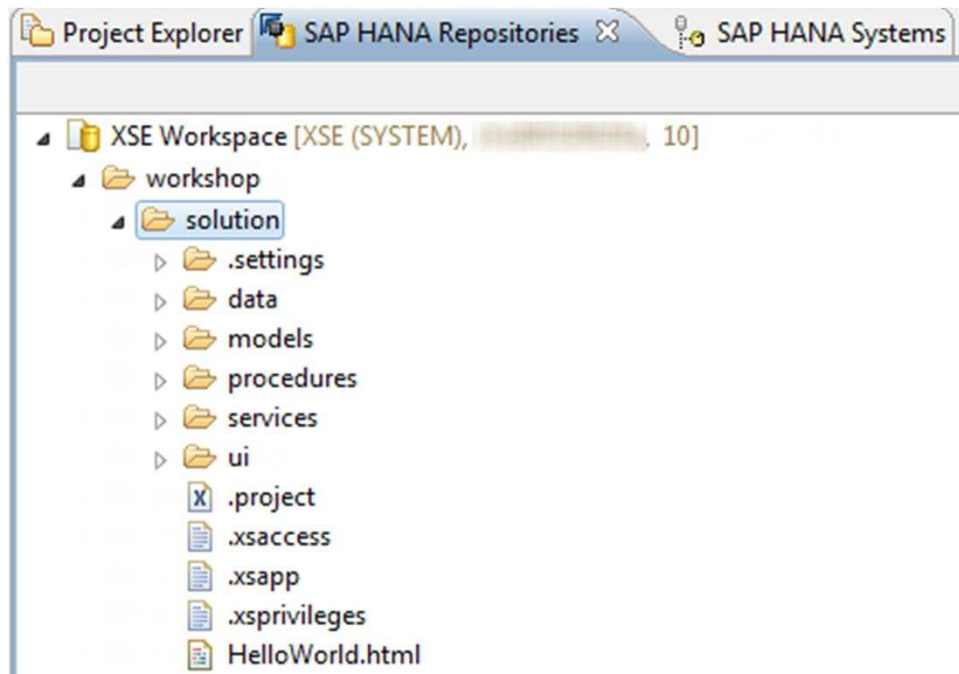 Project Explorer SAP HANA Repositories SAP HANA Systems
XSE Workspace [XSE (SYSTEM), , 10]
workshop
solution
.settings
data
models
procedures
services
ui
.project
.xsaccess
.xsapp
.xsprivileges
HelloWorld.html